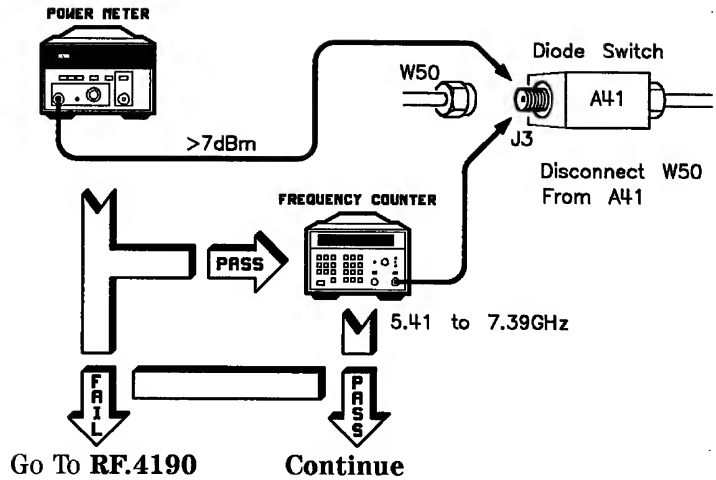 POWER METER
Diode Switch
W50
A41
J3
>7dBm
Disconnect W50
From A41
FREQUENCY COUNTER
PASS
5.41 to 7.39GHz
FAIL
PASS
Go To RF.4190
Continue